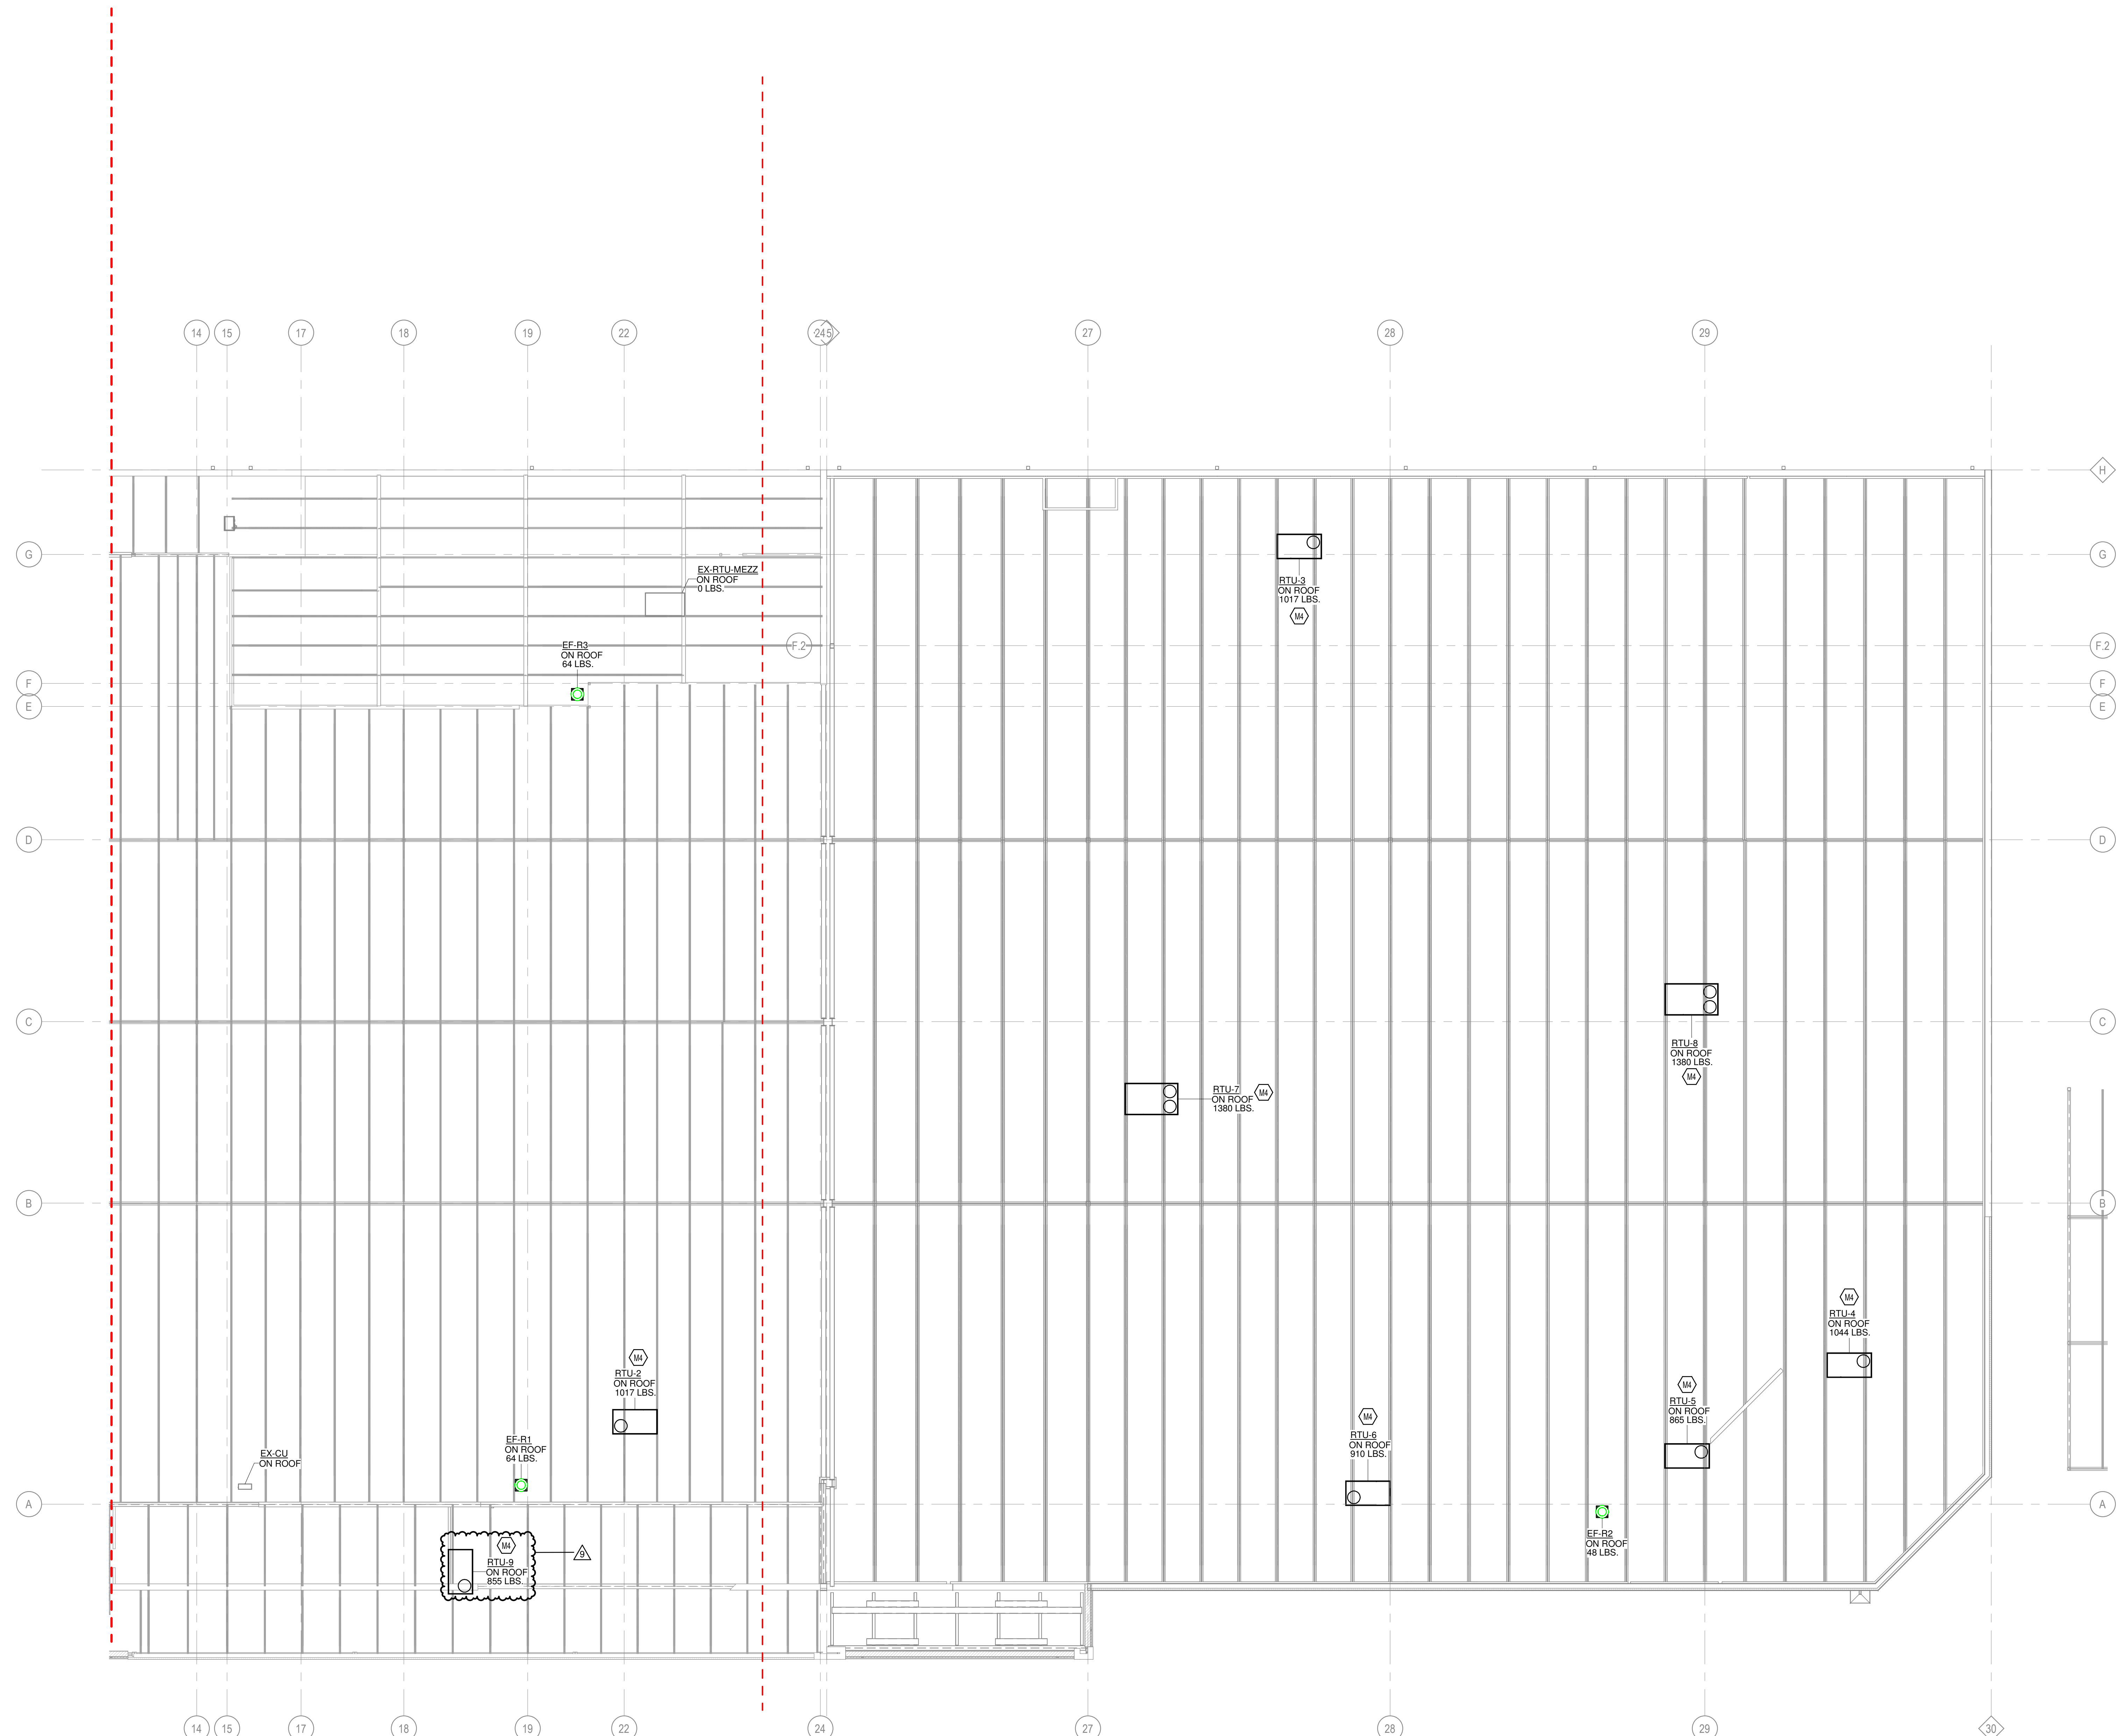 14
15
17
18
19
22
27
28
29
H
G
G
EX-RTU-MEZZ
ON ROOF
0 LBS.
RTU-3
ON ROOF
1017 LBS.
M4
EF-R3
ON ROOF
64 LBS.
F.2
F.2
F
F
E
E
D
D
C
C
RTU-8
ON ROOF
1380 LBS.
M4
RTU-7
ON ROOF
1380 LBS.
M4
B
B
M4
RTU-4
ON ROOF
1044 LBS.
M4
RTU-2
ON ROOF
1017 LBS.
M4
RTU-5
ON ROOF
865 LBS.
M4
RTU-6
ON ROOF
910 LBS.
EF-R1
ON ROOF
64 LBS.
EX-CU
ON ROOF
A
A
EF-R2
ON ROOF
48 LBS.
M4
RTU-9
ON ROOF
855 LBS.
9
14
15
17
18
19
22
24
27
28
29
30